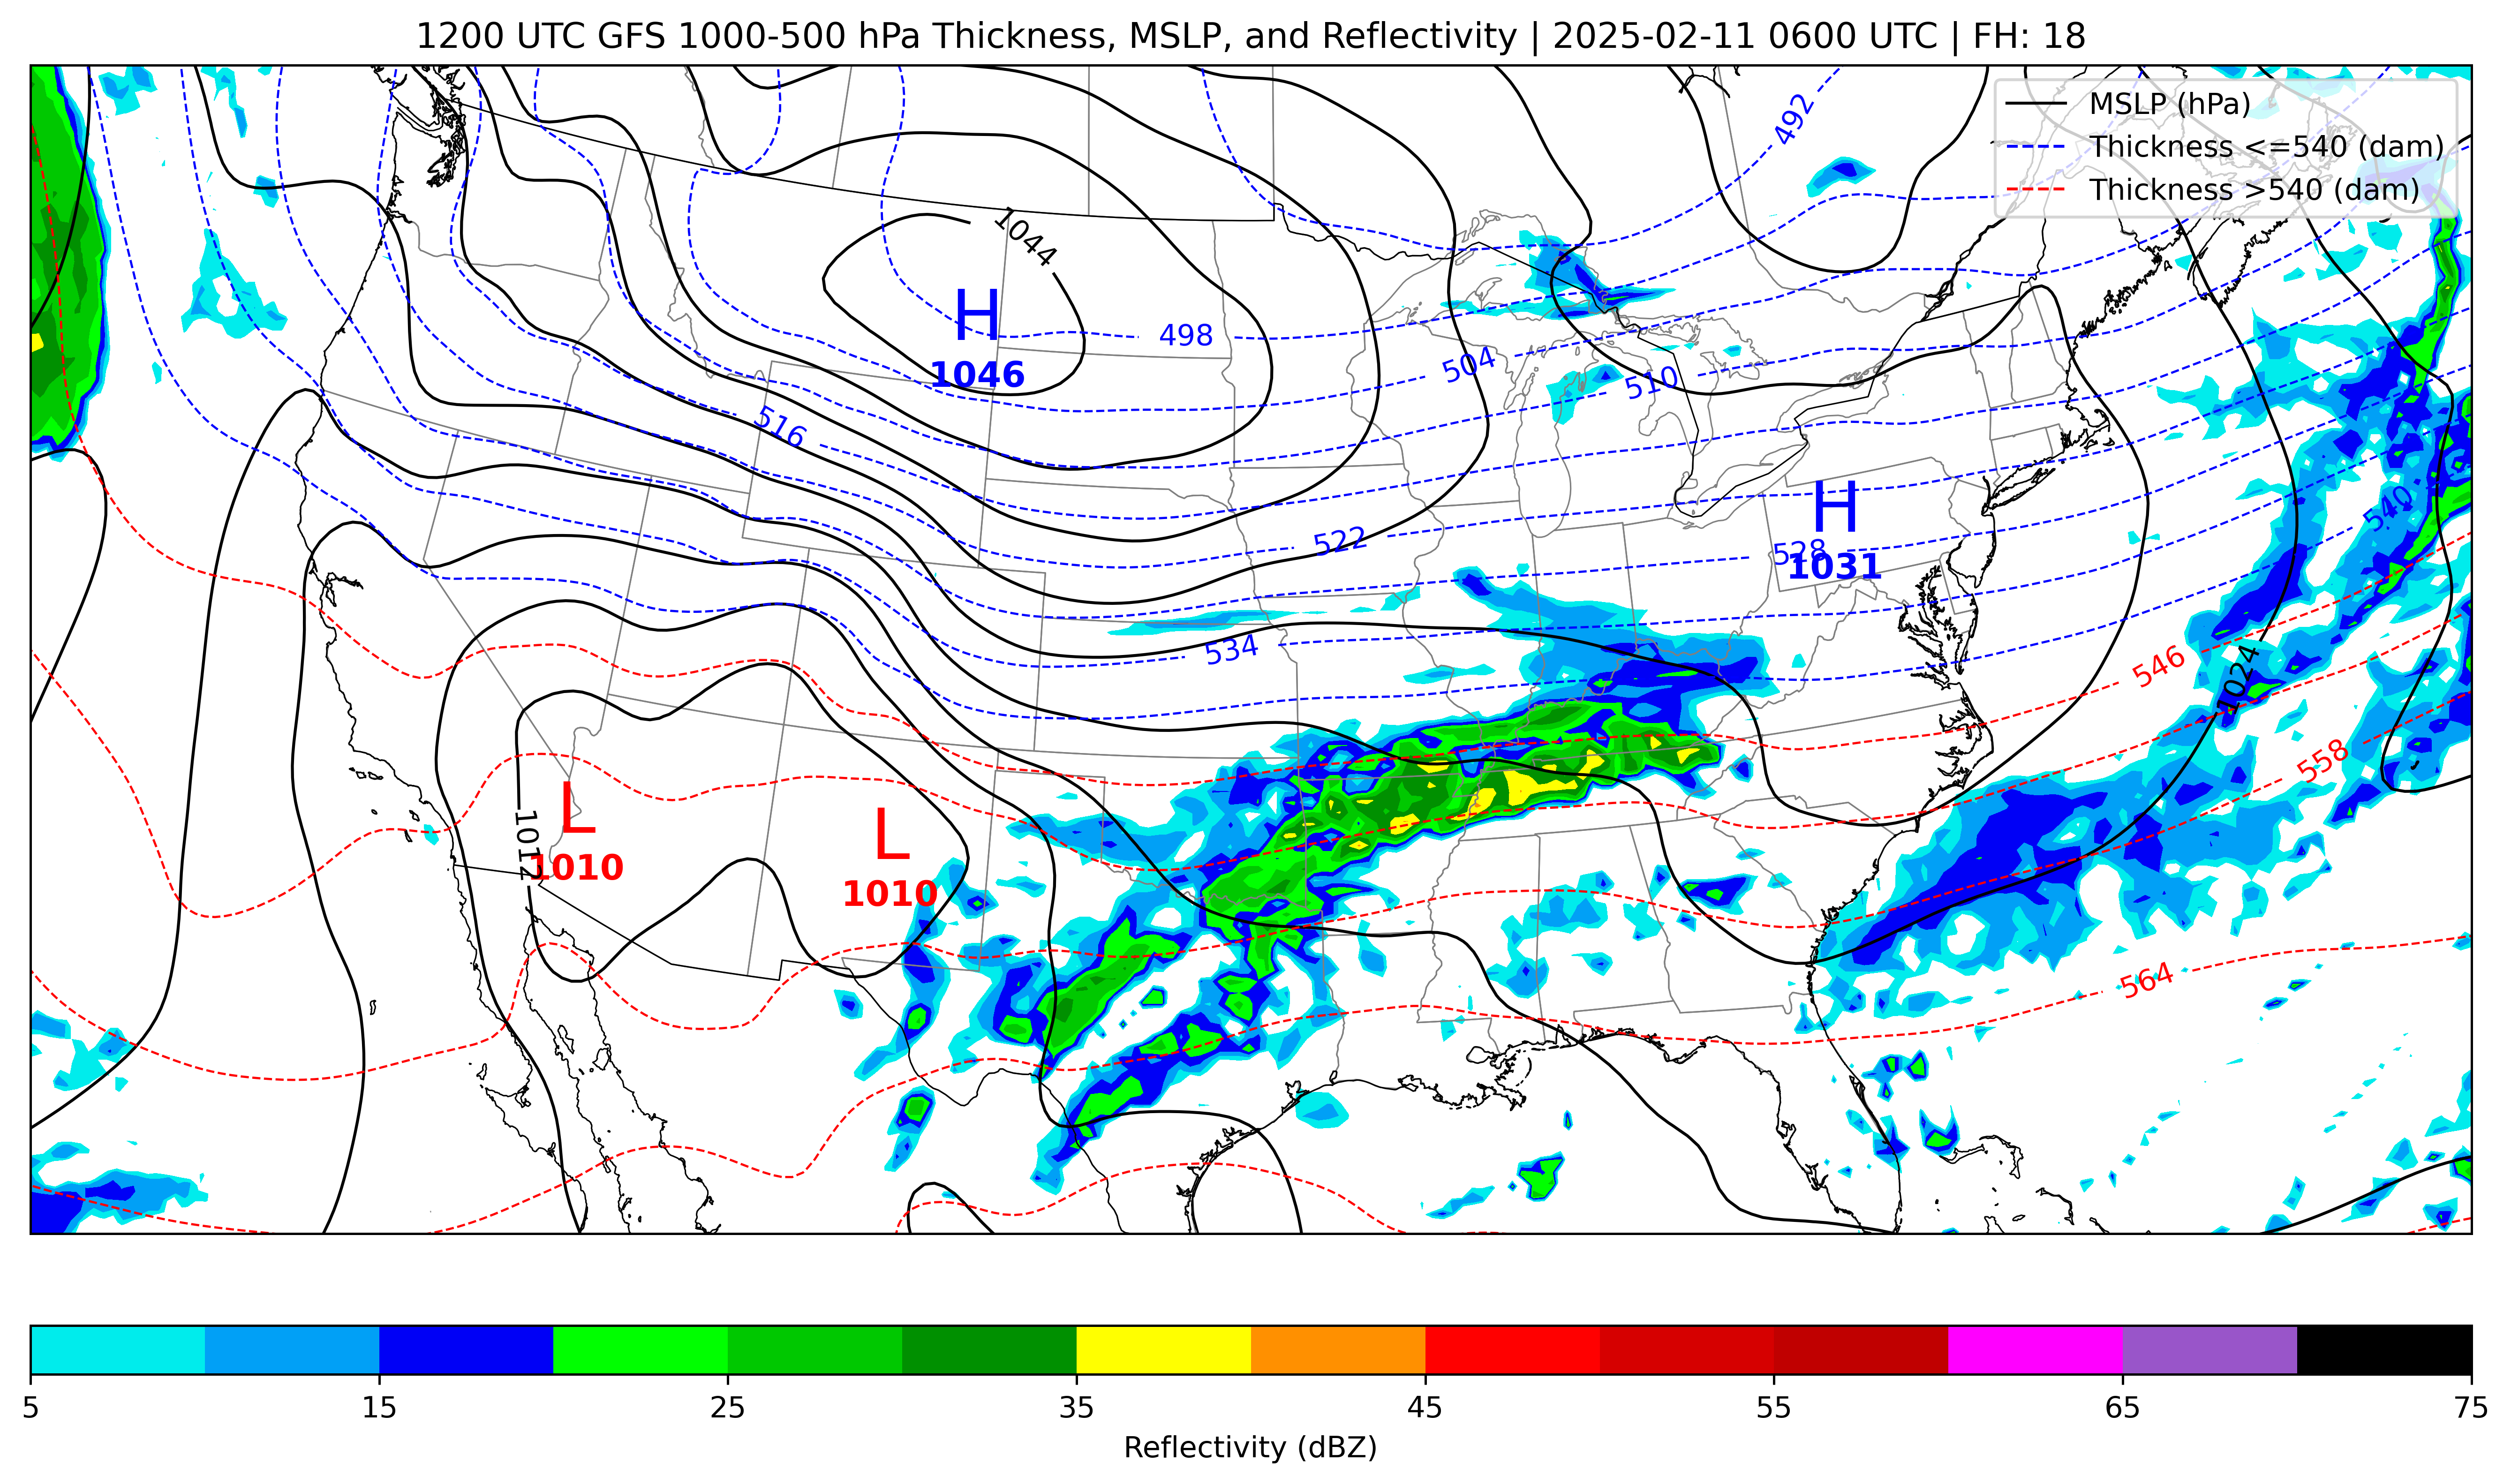 1200 UTC GFS 1000-500 hPa Thickness, MSLP, and Reflectivity | 2025-02-11 0600 UTC | FH: 18
MSLP (hPa)
Thickness <=540 (dam)
Thickness >540 (dam)
492
1044
H
1046
498
504
510
516
522
528
H
1031
534
540
546
1024
558
L
1010
L
1010
1012
564
5 15 25 35 45 55 65 75
Reflectivity (dBZ)